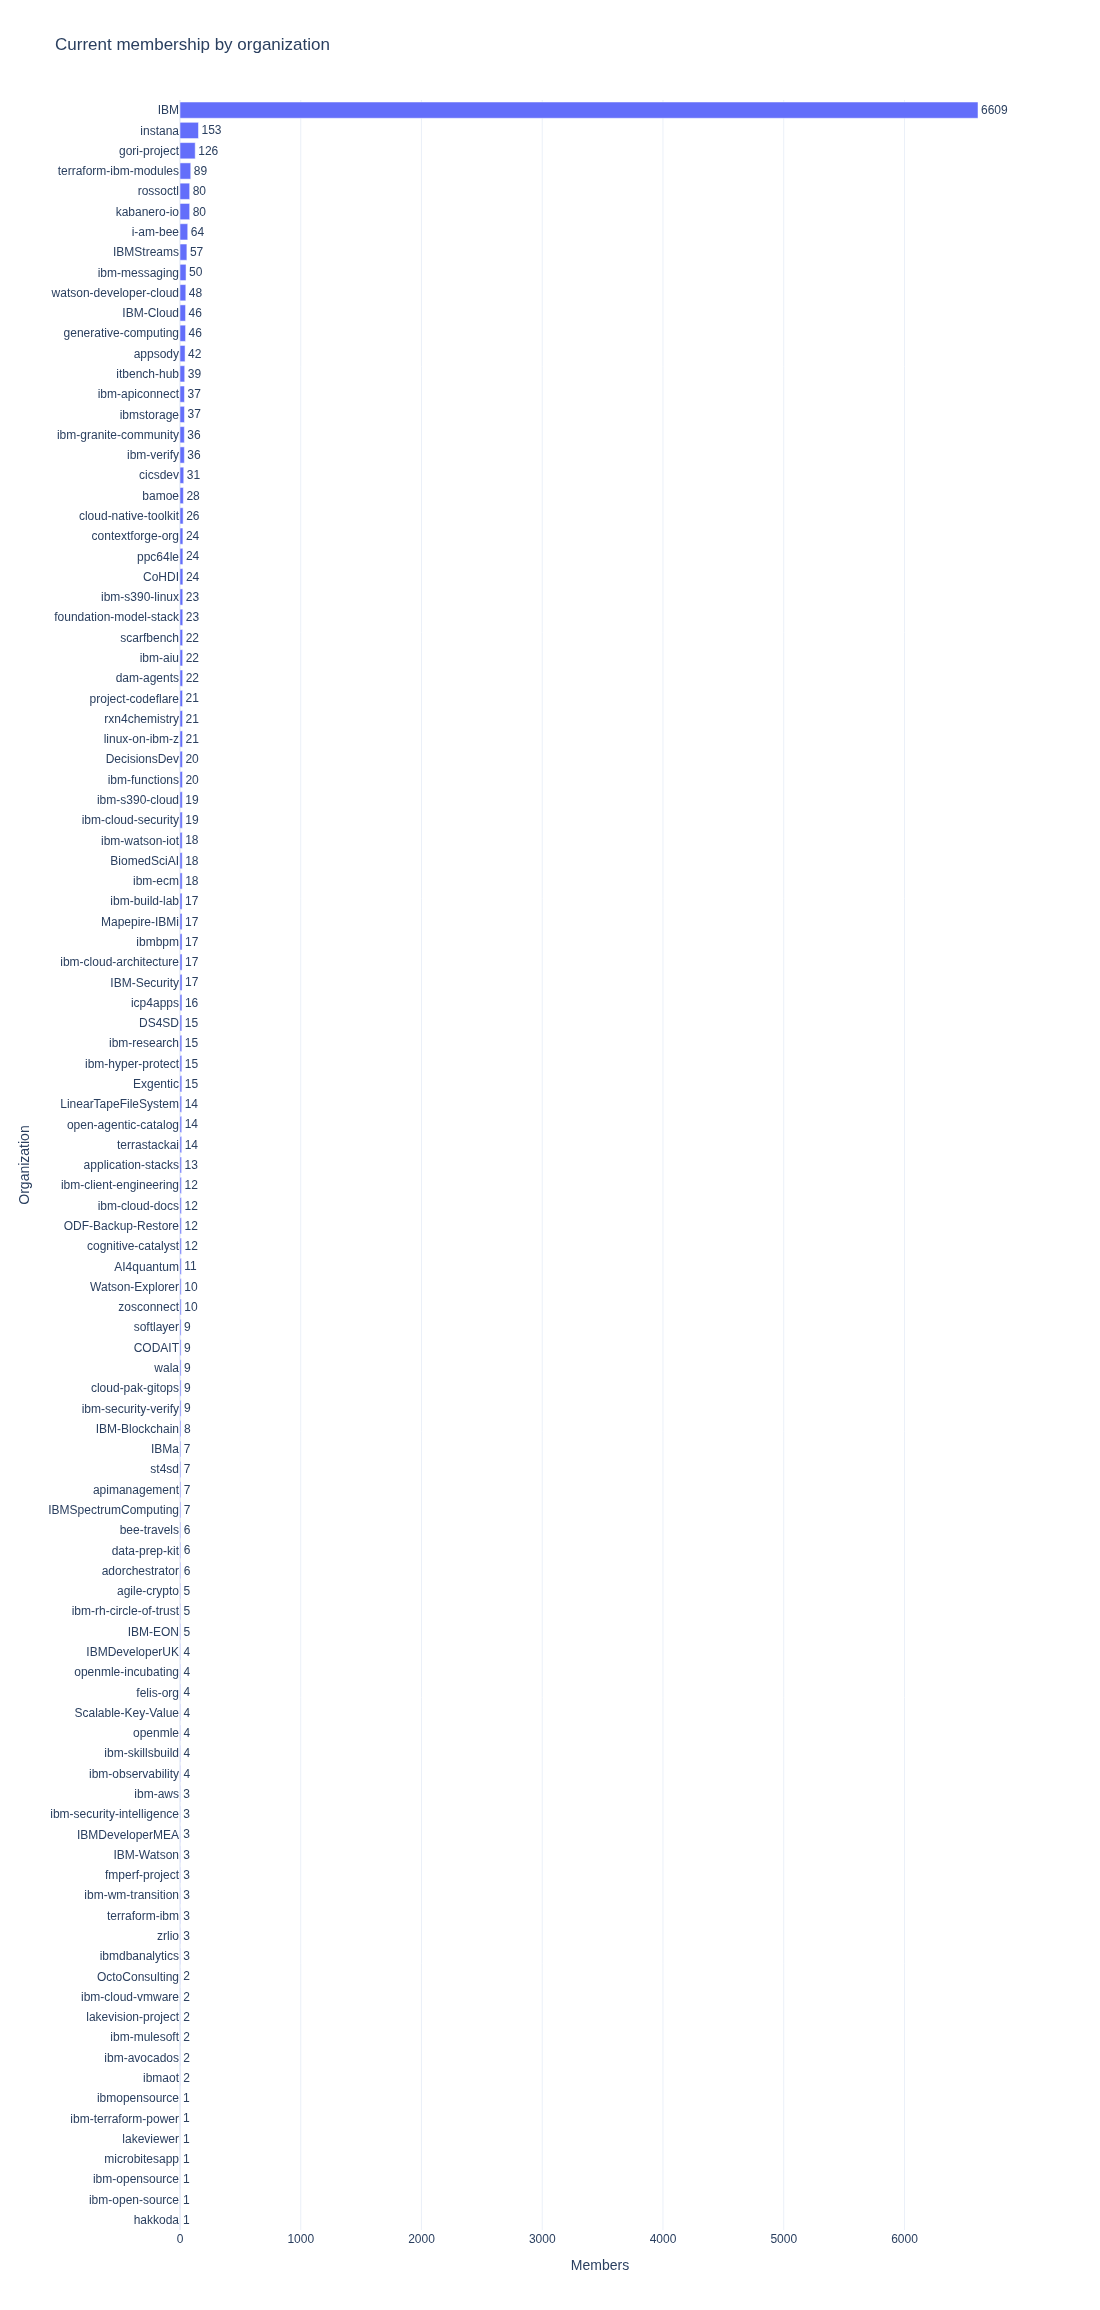 Current membership by organization
IBM 6609
instana 153
gori-project 126
terraform-ibm-modules 89
rossoctl 80
kabanero-io 80
i-am-bee 64
IBMStreams 57
ibm-messaging 50
watson-developer-cloud 48
IBM-Cloud 46
generative-computing 46
appsody 42
itbench-hub 39
ibm-apiconnect 37
ibmstorage 37
ibm-granite-community 36
ibm-verify 36
cicsdev 31
bamoe 28
cloud-native-toolkit 26
contextforge-org 24
ppc64le 24
CoHDI 24
ibm-s390-linux 23
foundation-model-stack 23
scarfbench 22
ibm-aiu 22
dam-agents 22
project-codeflare 21
rxn4chemistry 21
linux-on-ibm-z 21
DecisionsDev 20
ibm-functions 20
ibm-s390-cloud 19
ibm-cloud-security 19
ibm-watson-iot 18
BiomedSciAI 18
ibm-ecm 18
ibm-build-lab 17
Mapepire-IBMi 17
ibmbpm 17
ibm-cloud-architecture 17
IBM-Security 17
icp4apps 16
DS4SD 15
ibm-research 15
ibm-hyper-protect 15
Exgentic 15
LinearTapeFileSystem 14
open-agentic-catalog 14
terrastackai 14
application-stacks 13
ibm-client-engineering 12
ibm-cloud-docs 12
ODF-Backup-Restore 12
cognitive-catalyst 12
AI4quantum 11
Watson-Explorer 10
zosconnect 10
softlayer 9
CODAIT 9
wala 9
cloud-pak-gitops 9
ibm-security-verify 9
IBM-Blockchain 8
IBMa 7
st4sd 7
apimanagement 7
IBMSpectrumComputing 7
bee-travels 6
data-prep-kit 6
adorchestrator 6
agile-crypto 5
ibm-rh-circle-of-trust 5
IBM-EON 5
IBMDeveloperUK 4
openmle-incubating 4
felis-org 4
Scalable-Key-Value 4
openmle 4
ibm-skillsbuild 4
ibm-observability 4
ibm-aws 3
ibm-security-intelligence 3
IBMDeveloperMEA 3
IBM-Watson 3
fmperf-project 3
ibm-wm-transition 3
terraform-ibm 3
zrlio 3
ibmdbanalytics 3
OctoConsulting 2
ibm-cloud-vmware 2
lakevision-project 2
ibm-mulesoft 2
ibm-avocados 2
ibmaot 2
ibmopensource 1
ibm-terraform-power 1
lakeviewer 1
microbitesapp 1
ibm-opensource 1
ibm-open-source 1
hakkoda 1
0 1000 2000 3000 4000 5000 6000
Members
Organization